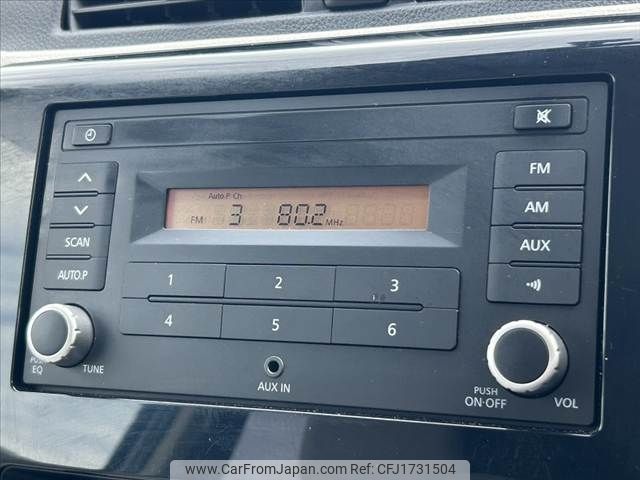 Auto.P Ch
FM 3 80.2 MHz
SCAN
AUTO.P
1 2 3
4 5 6
FM
AM
AUX
PUSH
EQ
TUNE
AUX IN
PUSH
ON·OFF
VOL
www.CarFromJapan.com CFJ1731504